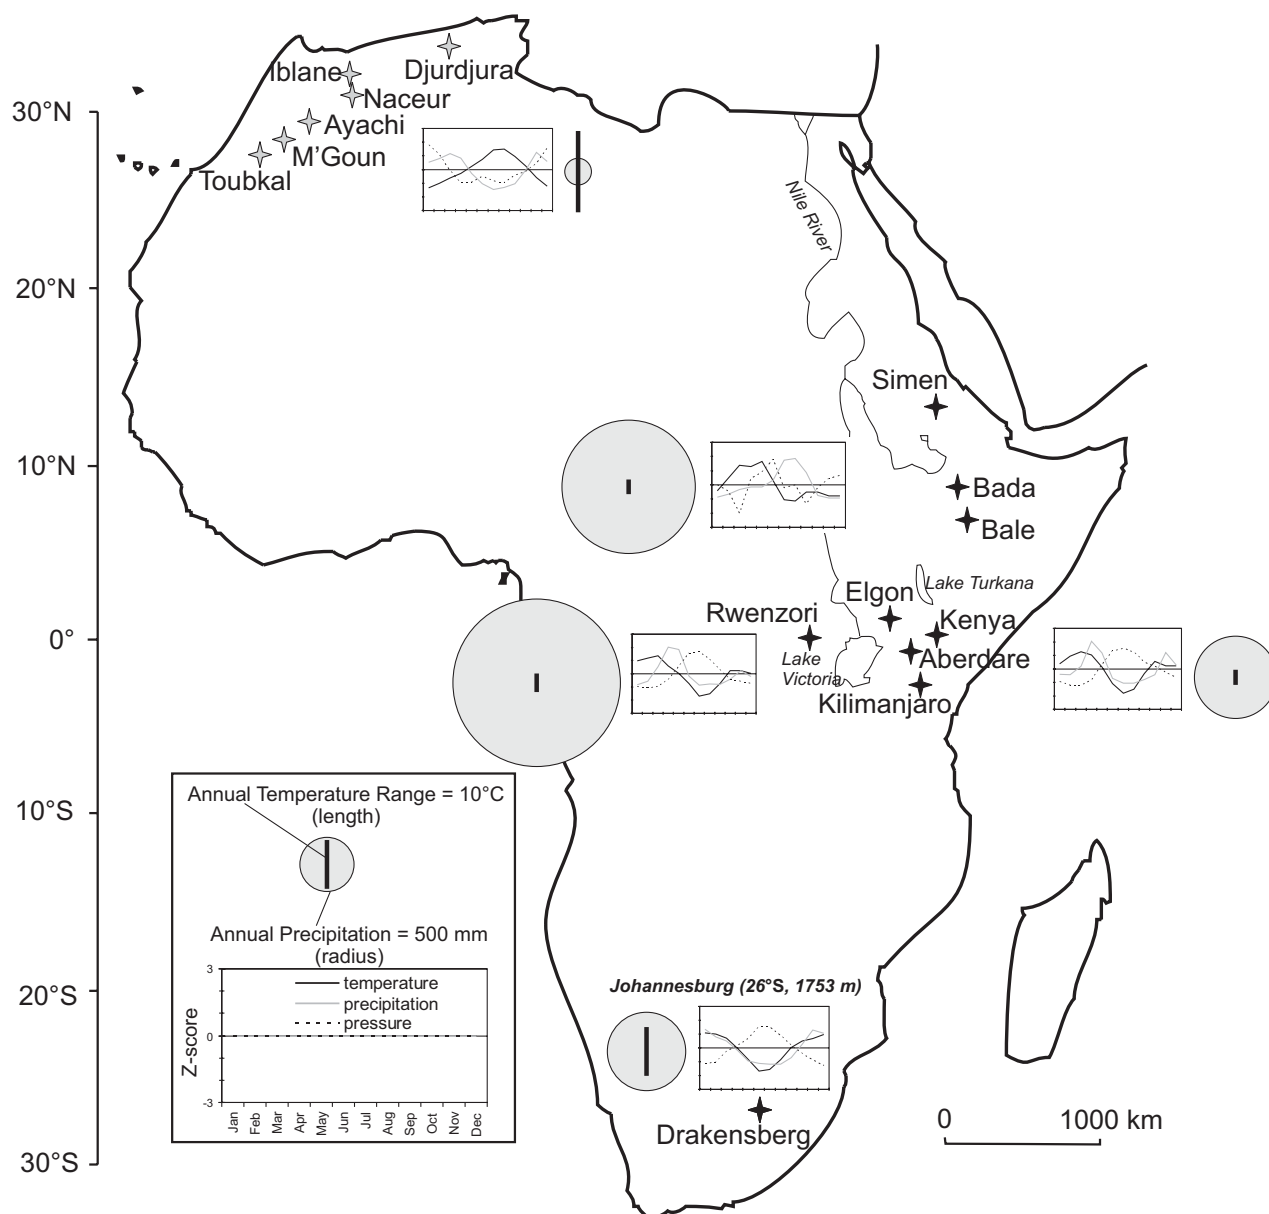 Iblane
Djurdjura
30°N
Naceur
Ayachi
M'Goun
Toubkal
Nile River
20°N
Simen
10°N
Bada
Bale
Lake Turkana
Elgon
Rwenzori
Kenya
0°
Aberdare
Lake
Victoria
Kilimanjaro
Annual Temperature Range = 10°C
(length)
10°S
Annual Precipitation = 500 mm
(radius)
3
temperature
precipitation
pressure
0
Z-score
-3
Jan
Feb
Mar
Apr
May
Jun
Jul
Aug
Sep
Oct
Nov
Dec
20°S
Johannesburg (26°S, 1753 m)
Drakensberg
0 1000 km
30°S